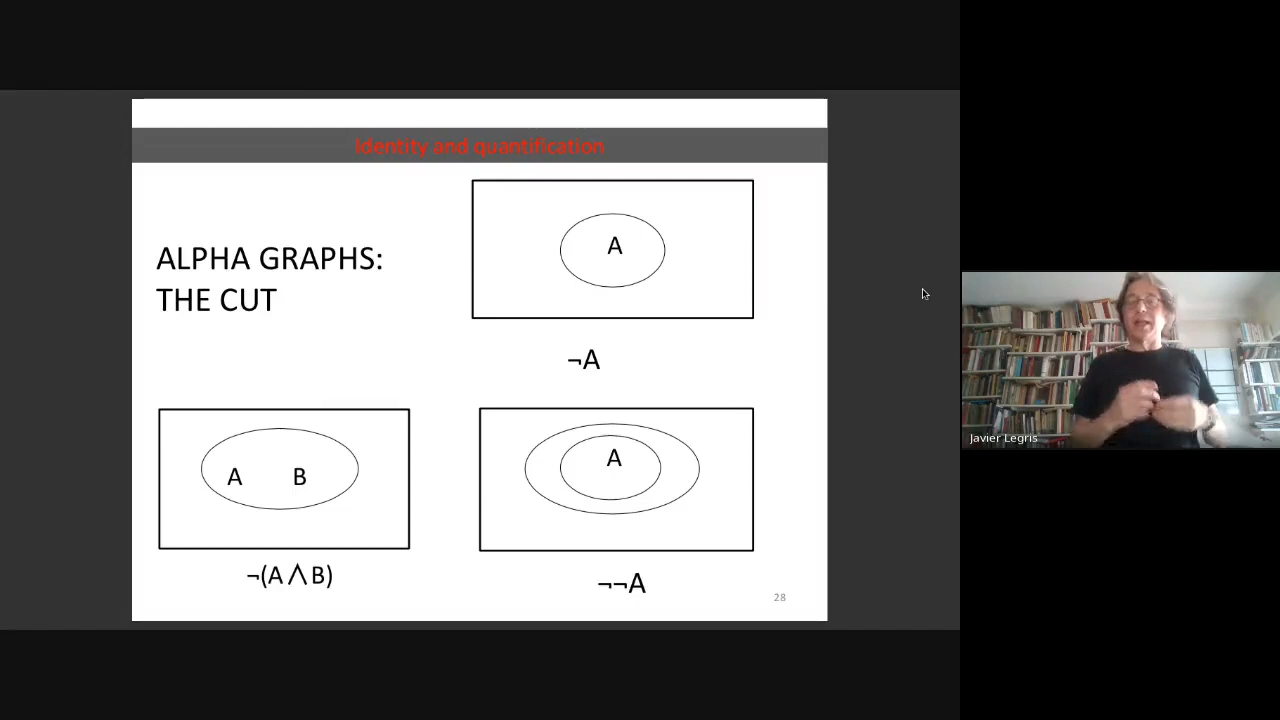 Identity and quantification
A
ALPHA GRAPHS:
THE CUT
¬A
Javier Legris
A B
A
¬(A⋀B)
¬¬A
28